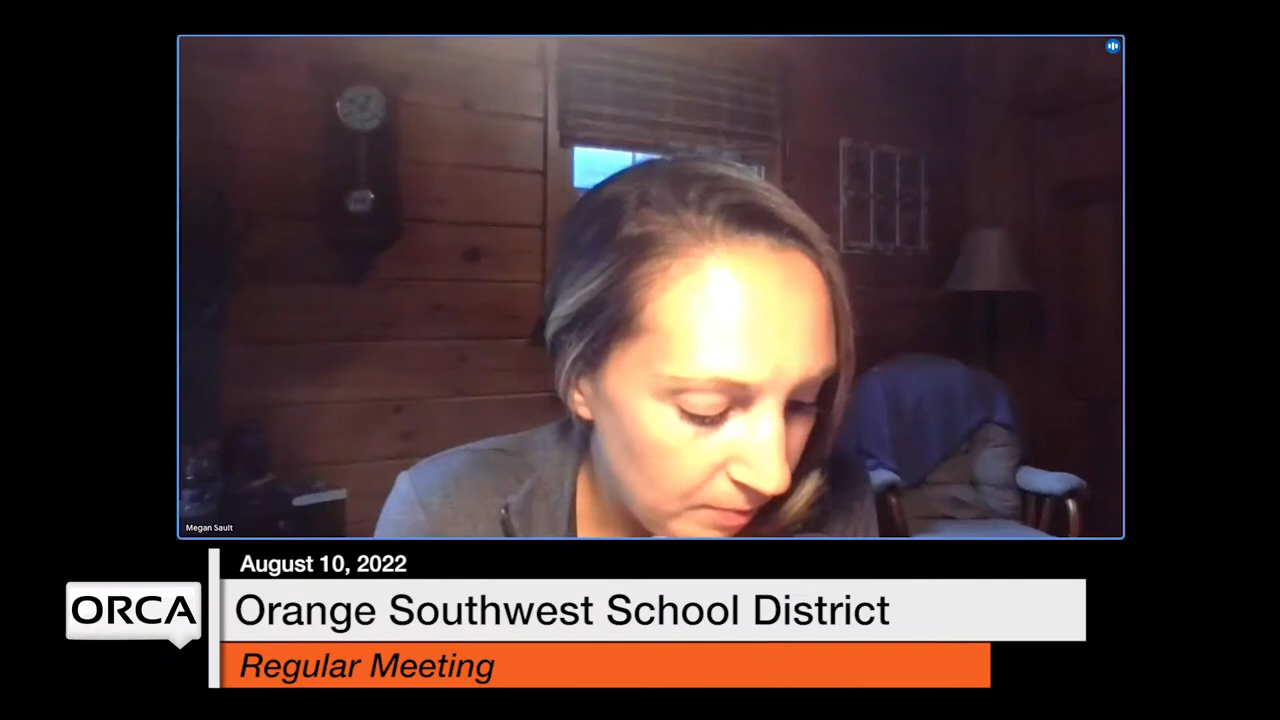 Megan Sault
August 10, 2022
ORCA
Orange Southwest School District
Regular Meeting